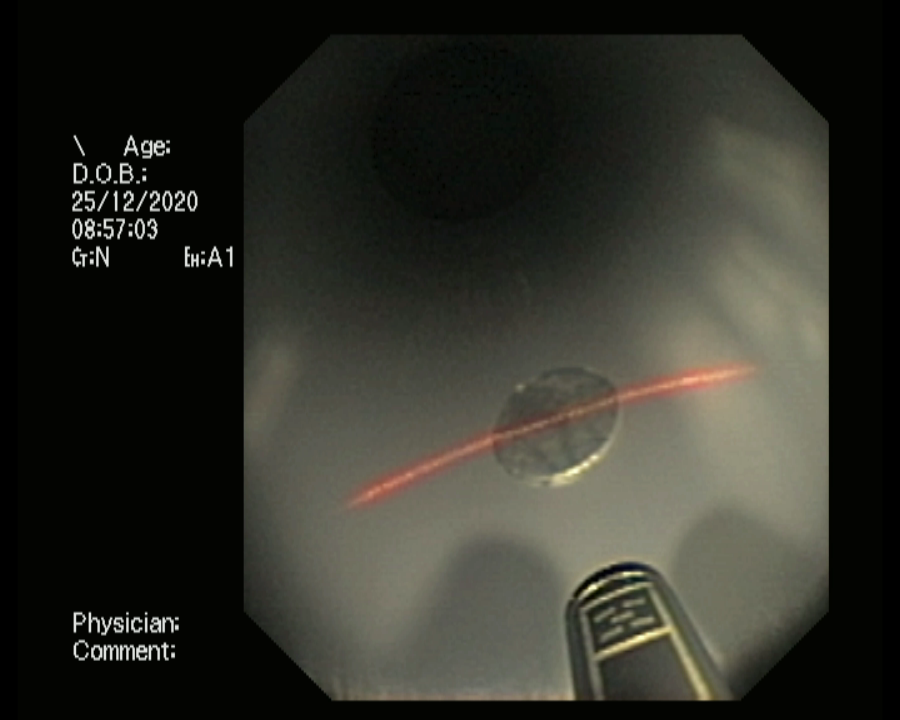 \ Age:
D.O.B.:
25/12/2020
08:57:03
Cr:N Eh:A1
Physician:
Comment: